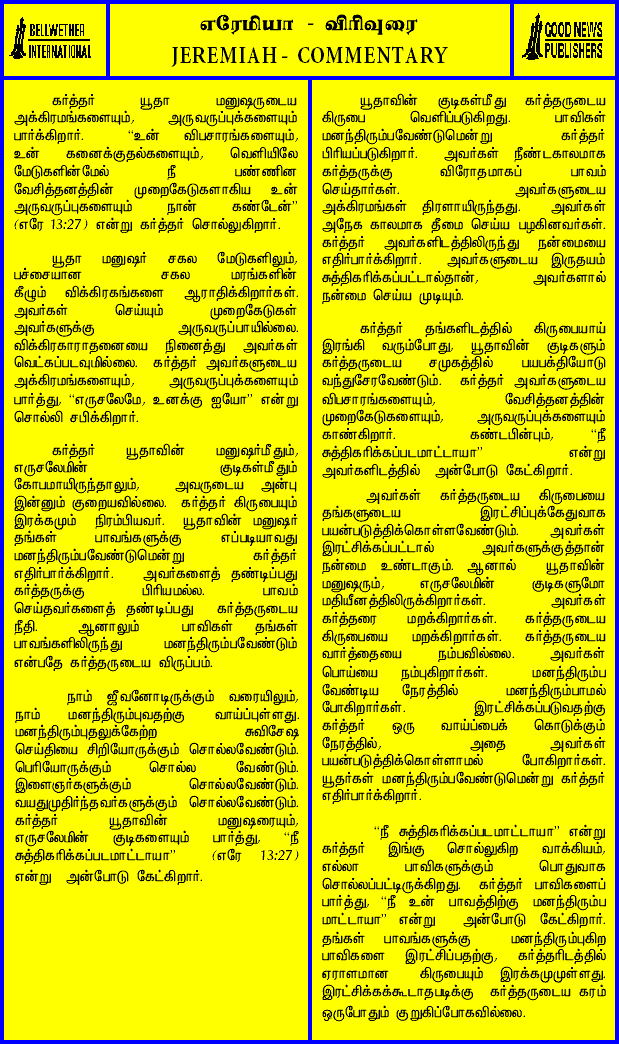 BELLWETHER
INTERNATIONAL
எரேமியா - விரிவுரை
JEREMIAH - COMMENTARY
GOOD NEWS
PUBLISHERS
கர்த்தர் யூதா மனுஷருடைய
அக்கிரமங்களையும், அருவருப்புக்களையும்
பார்க்கிறார். “உன் விபசாரங்களையும்,
உன் கனைக்குதல்களையும், வெளியிலே
மேடுகளின்மேல் நீ பண்ணின
வேசித்தனத்தின் முறைகேடுகளாகிய உன்
அருவருப்புகளையும் நான் கண்டேன்”
(எரே 13:27) என்று கர்த்தர் சொல்லுகிறார்.
யூதா மனுஷர் சகல மேடுகளிலும்,
பச்சையான சகல மரங்களின்
கீழும் விக்கிரகங்களை ஆராதிக்கிறார்கள்.
அவர்கள் செய்யும் முறைகேடுகள்
அவர்களுக்கு அருவருப்பாயில்லை.
விக்கிரகாராதனையை நினைத்து அவர்கள்
வெட்கப்படவுமில்லை. கர்த்தர் அவர்களுடைய
அக்கிரமங்களையும், அருவருப்புக்களையும்
பார்த்து, “எருசலேமே, உனக்கு ஐயோ” என்று
சொல்லி சபிக்கிறார்.
கர்த்தர் யூதாவின் மனுஷர்மீதும்,
எருசலேமின் குடிகள்மீதும்
கோபமாயிருந்தாலும், அவருடைய அன்பு
இன்னும் குறையவில்லை. கர்த்தர் கிருபையும்
இரக்கமும் நிரம்பியவர். யூதாவின் மனுஷர்
தங்கள் பாவங்களுக்கு எப்படியாவது
மனந்திரும்பவேண்டுமென்று கர்த்தர்
எதிர்பார்க்கிறார். அவர்களைத் தண்டிப்பது
கர்த்தருக்கு பிரியமல்ல. பாவம்
செய்தவர்களைத் தண்டிப்பது கர்த்தருடைய
நீதி. ஆனாலும் பாவிகள் தங்கள்
பாவங்களிலிருந்து மனந்திரும்பவேண்டும்
என்பதே கர்த்தருடைய விருப்பம்.
நாம் ஜீவனோடிருக்கும் வரையிலும்,
நாம் மனந்திரும்புவதற்கு வாய்ப்புள்ளது.
மனந்திரும்புதலுக்கேற்ற சுவிசேஷ
செய்தியை சிறியோருக்கும் சொல்லவேண்டும்.
பெரியோருக்கும் சொல்ல வேண்டும்.
இளைஞர்களுக்கும் சொல்லவேண்டும்.
வயதுமுதிர்ந்தவர்களுக்கும் சொல்லவேண்டும்.
கர்த்தர் யூதாவின் மனுஷரையும்,
எருசலேமின் குடிகளையும் பார்த்து, “நீ
சுத்திகரிக்கப்படமாட்டாயா” (எரே 13:27)
என்று அன்போடு கேட்கிறார்.
யூதாவின் குடிகள்மீது கர்த்தருடைய
கிருபை வெளிப்படுகிறது. பாவிகள்
மனந்திரும்பவேண்டுமென்று கர்த்தர்
பிரியப்படுகிறார். அவர்கள் நீண்டகாலமாக
கர்த்தருக்கு விரோதமாகப் பாவம்
செய்தார்கள். அவர்களுடைய
அக்கிரமங்கள் திரளாயிருந்தது. அவர்கள்
அநேக காலமாக தீமை செய்ய பழகினவர்கள்.
கர்த்தர் அவர்களிடத்திலிருந்து நன்மையை
எதிர்பார்க்கிறார். அவர்களுடைய இருதயம்
சுத்திகரிக்கப்பட்டால்தான், அவர்களால்
நன்மை செய்ய முடியும்.
கர்த்தர் தங்களிடத்தில் கிருபையாய்
இரங்கி வரும்போது, யூதாவின் குடிகளும்
கர்த்தருடைய சமுகத்தில் பயபக்தியோடு
வந்துசேரவேண்டும். கர்த்தர் அவர்களுடைய
விபசாரங்களையும், வேசித்தனத்தின்
முறைகேடுகளையும், அருவருப்புக்களையும்
காண்கிறார். கண்டபின்பும், “நீ
சுத்திகரிக்கப்படமாட்டாயா” என்று
அவர்களிடத்தில் அன்போடு கேட்கிறார்.
அவர்கள் கர்த்தருடைய கிருபையை
தங்களுடைய இரட்சிப்புக்கேதுவாக
பயன்படுத்திக்கொள்ளவேண்டும். அவர்கள்
இரட்சிக்கப்பட்டால் அவர்களுக்குத்தான்
நன்மை உண்டாகும். ஆனால் யூதாவின்
மனுஷரும், எருசலேமின் குடிகளுமோ
மதியீனத்திலிருக்கிறார்கள். அவர்கள்
கர்த்தரை மறக்கிறார்கள். கர்த்தருடைய
கிருபையை மறக்கிறார்கள். கர்த்தருடைய
வார்த்தையை நம்பவில்லை. அவர்கள்
பொய்யை நம்புகிறார்கள். மனந்திரும்ப
வேண்டிய நேரத்தில் மனந்திரும்பாமல்
போகிறார்கள். இரட்சிக்கப்படுவதற்கு
கர்த்தர் ஒரு வாய்ப்பைக் கொடுக்கும்
நேரத்தில், அதை அவர்கள்
பயன்படுத்திக்கொள்ளாமல் போகிறார்கள்.
யூதர்கள் மனந்திரும்பவேண்டுமென்று கர்த்தர்
எதிர்பார்க்கிறார்.
“நீ சுத்திகரிக்கப்படமாட்டாயா” என்று
கர்த்தர் இங்கு சொல்லுகிற வாக்கியம்,
எல்லா பாவிகளுக்கும் பொதுவாக
சொல்லப்பட்டிருக்கிறது. கர்த்தர் பாவிகளைப்
பார்த்து, “நீ உன் பாவத்திற்கு மனந்திரும்ப
மாட்டாயா” என்று அன்போடு கேட்கிறார்.
தங்கள் பாவங்களுக்கு மனந்திரும்புகிற
பாவிகளை இரட்சிப்பதற்கு, கர்த்தரிடத்தில்
ஏராளமான கிருபையும் இரக்கமுமுள்ளது.
இரட்சிக்கக்கூடாதபடிக்கு கர்த்தருடைய கரம்
ஒருபோதும் குறுகிப்போகவில்லை.